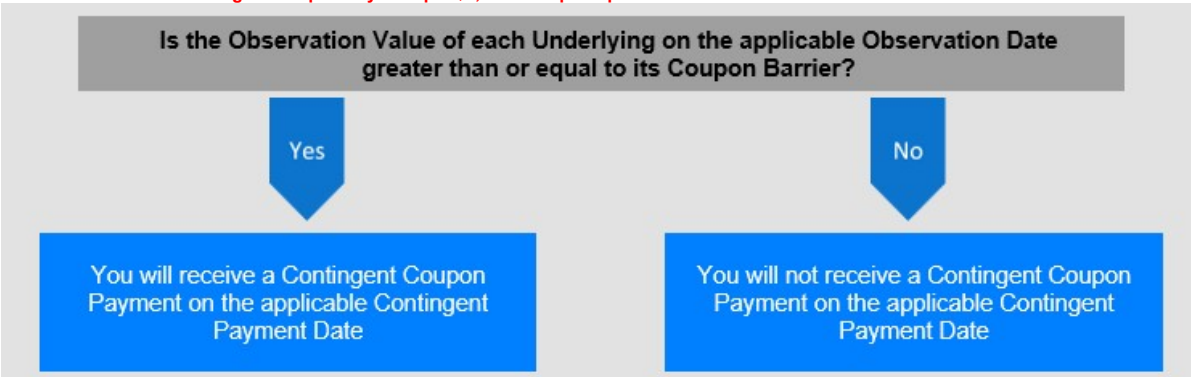 Is the Observation Value of each Underlying on the applicable Observation Date
greater than or equal to its Coupon Barrier?
Yes
No
You will receive a Contingent Coupon
Payment on the applicable Contingent
Payment Date
You will not receive a Contingent Coupon
Payment on the applicable Contingent
Payment Date